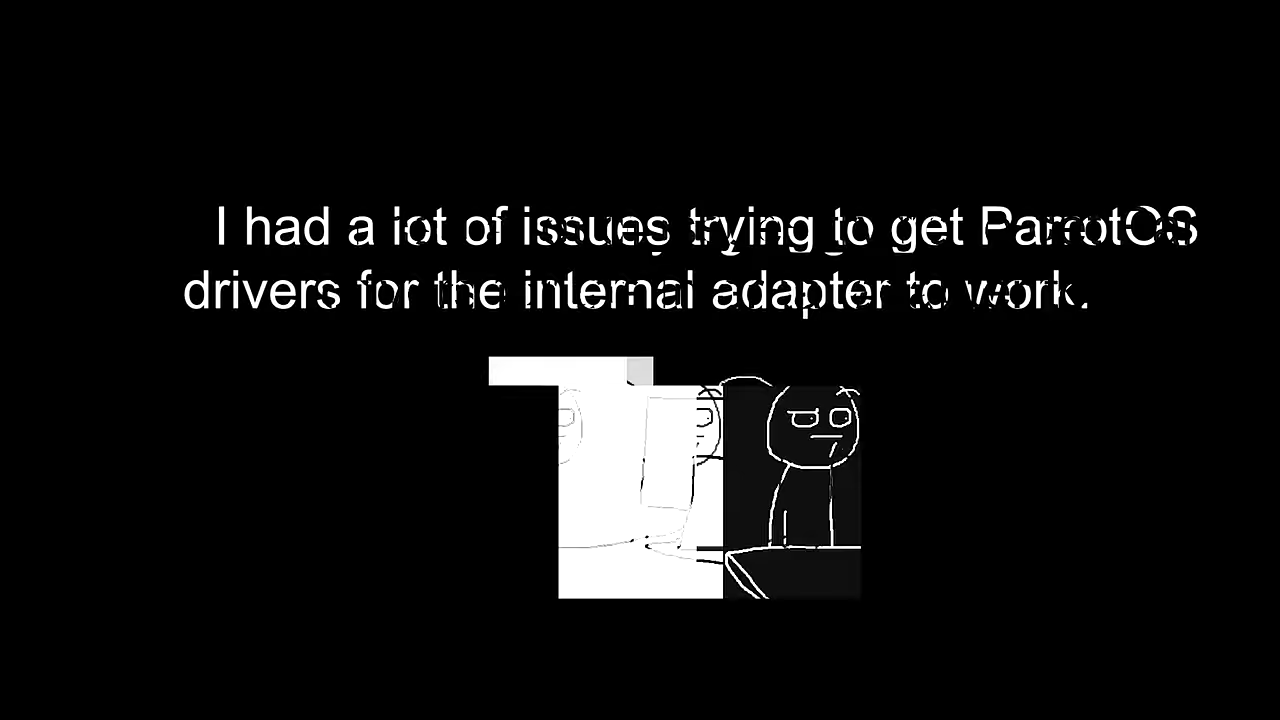 I had a lot of issues trying to get ParrotOS
drivers for the internal adapter to work.